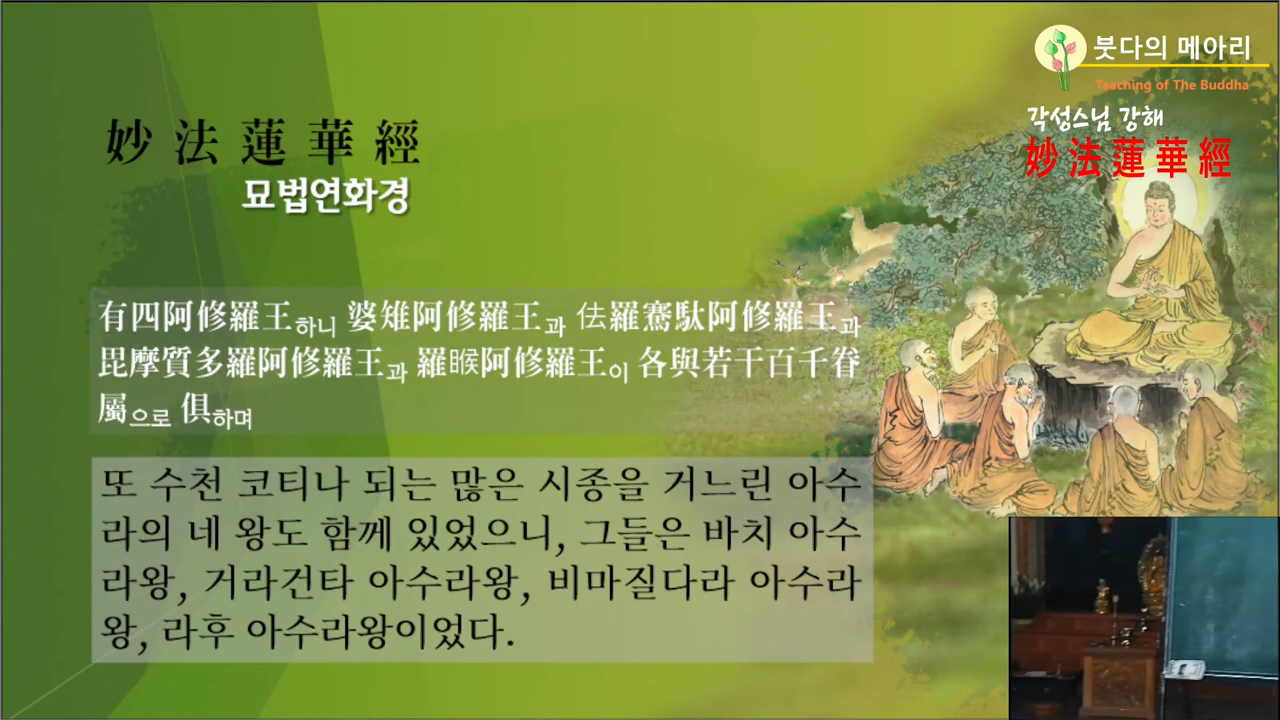 붓다의 메아리
Teaching of The Buddha
각성스님 강해
妙法蓮華經
妙法蓮華經
묘법연화경
有四阿修羅王하니 婆雉阿修羅王과 佉羅騫馱阿修羅王과
毘摩質多羅阿修羅王과 羅睺阿修羅王이 各與若干百千眷
屬으로 俱하며
또 수천 코티나 되는 많은 시종을 거느린 아수
라의 네 왕도 함께 있었으니, 그들은 바치 아수
라왕, 거라건타 아수라왕, 비마질다라 아수라
왕, 라후 아수라왕이었다.